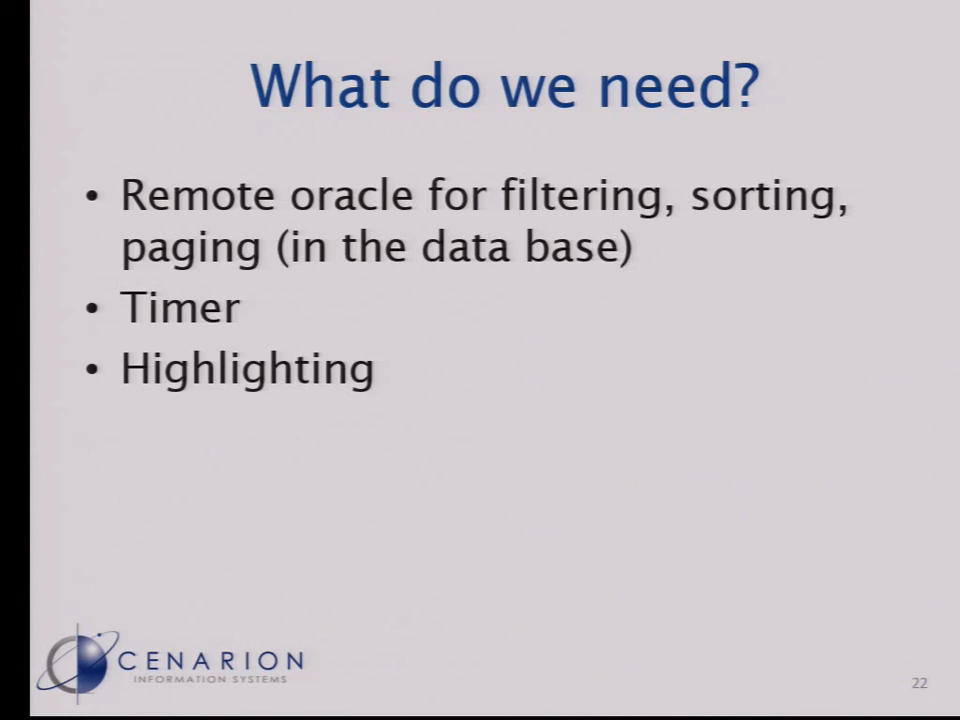 What do we need?
• Remote oracle for filtering, sorting,
paging (in the data base)
• Timer
• Highlighting
CENARION
INFORMATION SYSTEMS
22